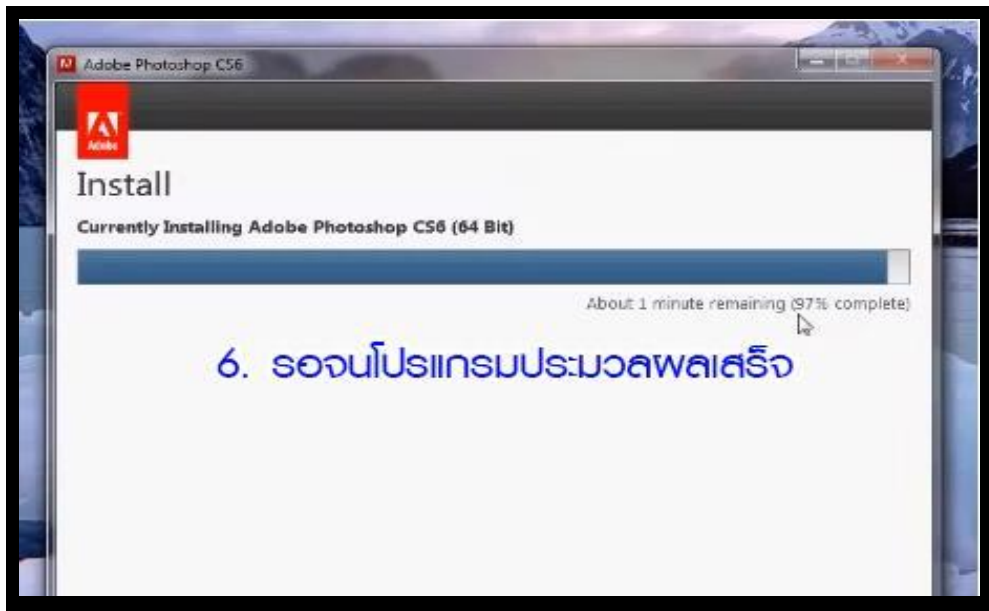 Adobe Photoshop CS6
Adobe
Install
Currently Installing Adobe Photoshop CS6 (64 Bit)
About 1 minute remaining (97% complete)
6. รอจนโปรแกรมประมวลผลเสร็จ